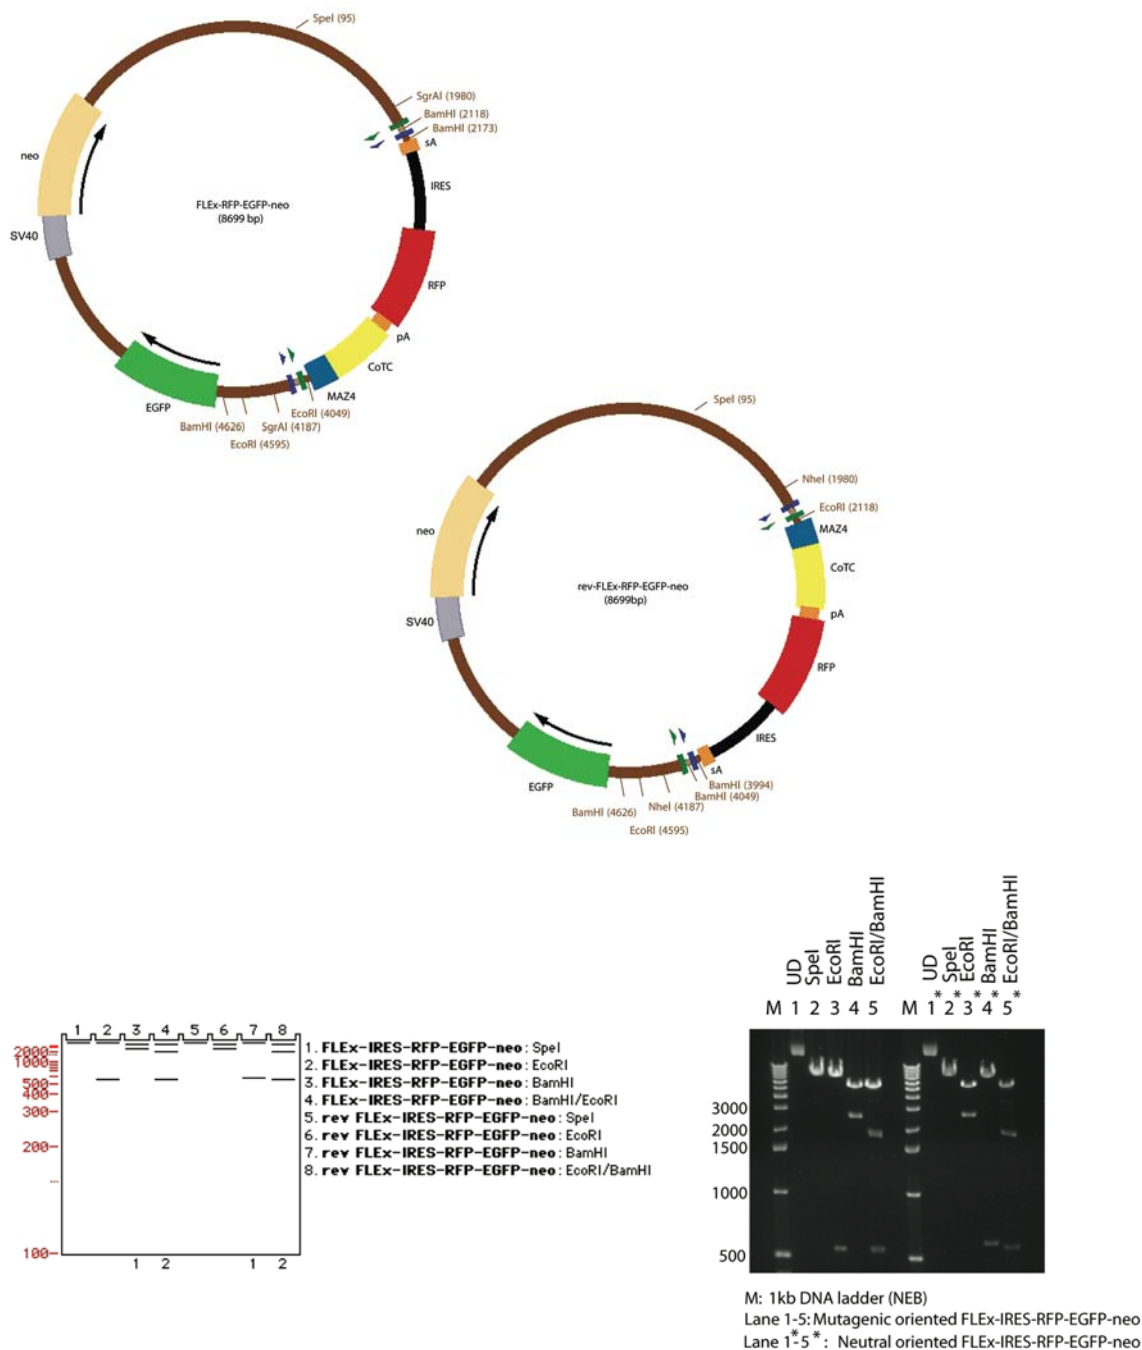 SpeI (95)
SgrAI (1980)
BamHI (2118)
BamHI (2173)
sA
IRES
neo
FLEx-RFP-EGFP-neo
(8699 bp)
SV40
RFP
pA
CoTC
MAZ4
EGFP
EcoRI (4049)
BamHI (4626)
SgrAI (4187)
EcoRI (4595)
SpeI (95)
NheI (1980)
EcoRI (2118)
MAZ4
CoTC
neo
rev-FLEx-RFP-EGFP-neo
(8699bp)
pA
SV40
RFP
IRES
sA
EGFP
BamHI (3994)
BamHI (4049)
BamHI (4626)
NheI (4187)
EcoRI (4595)
1 2 3 4 5 6 7 8
2000
1000
500
400
300
200
100
1 2 1 2
1. FLEx-IRES-RFP-EGFP-neo: SpeI
2. FLEx-IRES-RFP-EGFP-neo: EcoRI
3. FLEx-IRES-RFP-EGFP-neo: BamHI
4. FLEx-IRES-RFP-EGFP-neo: BamHI/EcoRI
5. rev FLEx-IRES-RFP-EGFP-neo: SpeI
6. rev FLEx-IRES-RFP-EGFP-neo: EcoRI
7. rev FLEx-IRES-RFP-EGFP-neo: BamHI
8. rev FLEx-IRES-RFP-EGFP-neo: EcoRI/BamHI
UD SpeI EcoRI BamHI EcoRI/BamHI UD SpeI EcoRI BamHI EcoRI/BamHI
M 1 2 3 4 5 M 1* 2* 3* 4* 5*
3000
2000
1500
1000
500
M: 1kb DNA ladder (NEB)
Lane 1-5: Mutagenic oriented FLEx-IRES-RFP-EGFP-neo
Lane 1*-5*: Neutral oriented FLEx-IRES-RFP-EGFP-neo